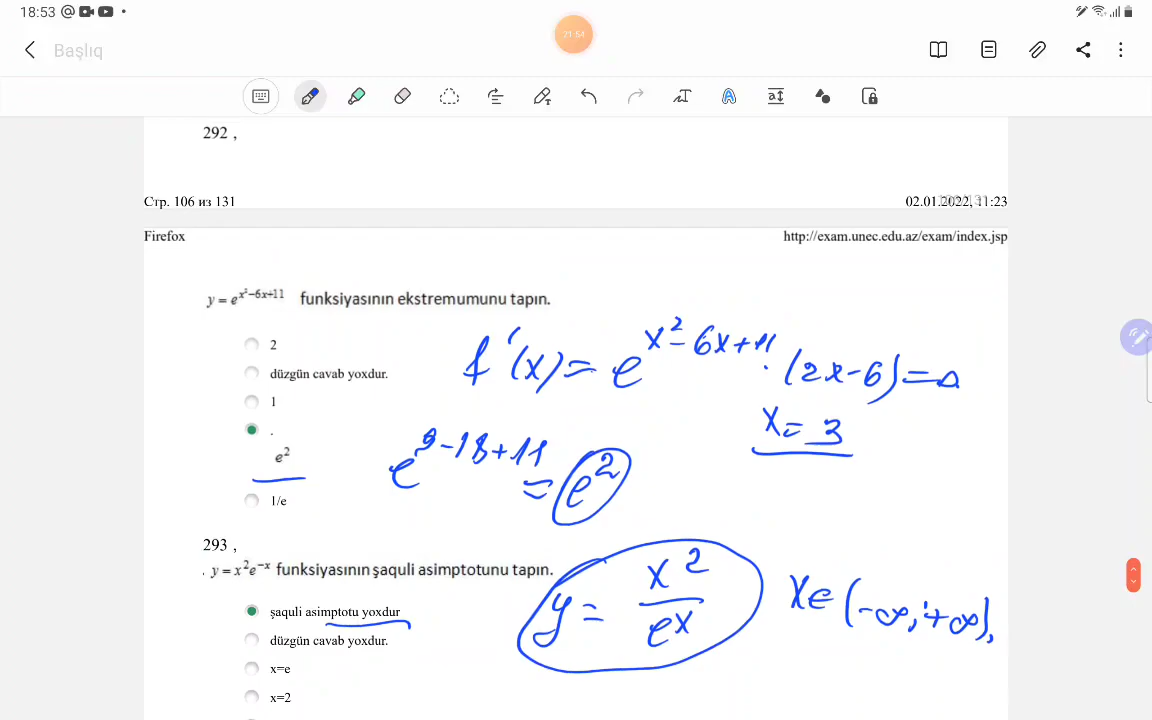 18:53
21:54
Başlıq
292 ,
Стр. 106 из 131
02.01.2022, 11:23
Firefox
http://exam.unec.edu.az/exam/index.jsp
y = e^{x²-6x+11} funksiyasının ekstremumunu tapın.
2
düzgün cavab yoxdur.
1
.
e²
1/e
f'(x) = e^{x²-6x+11} · (2x-6) = 0
x = 3
e^{9-18+11} = e²
293 ,
. y = x²e^{-x} funksiyasının şaquli asimptotunu tapın.
şaquli asimptotu yoxdur
düzgün cavab yoxdur.
x=e
x=2
y = x²/e^x
x∈(-∞,+∞),